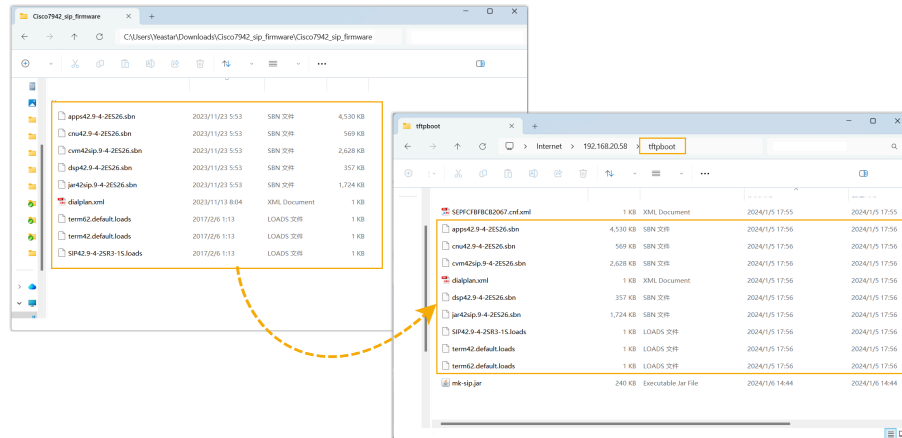 Cisco7942_sip_firmware
C:\Users\Yeastar\Downloads\Cisco7942_sip_firmware\Cisco7942_sip_firmware
apps42.9-4-2ES26.sbn 2023/11/23 5:53 SBN 文件 4,530 KB
cnu42.9-4-2ES26.sbn 2023/11/23 5:53 SBN 文件 569 KB
cvm42sip.9-4-2ES26.sbn 2023/11/23 5:53 SBN 文件 2,628 KB
dsp42.9-4-2ES26.sbn 2023/11/23 5:53 SBN 文件 357 KB
jar42sip.9-4-2ES26.sbn 2023/11/23 5:53 SBN 文件 1,724 KB
dialplan.xml 2023/11/13 8:04 XML Document 1 KB
term62.default.loads 2017/2/6 1:13 LOADS 文件 1 KB
term42.default.loads 2017/2/6 1:13 LOADS 文件 1 KB
SIP42.9-4-2SR3-1S.loads 2017/2/6 1:13 LOADS 文件 1 KB
tftpboot
Internet > 192.168.20.58 > tftpboot
SEPFCFBFBCB2067.cnf.xml 1 KB XML Document 2024/1/5 17:55 2024/1/5 17:55
apps42.9-4-2ES26.sbn 4,530 KB SBN 文件 2024/1/5 17:56 2024/1/5 17:56
cnu42.9-4-2ES26.sbn 569 KB SBN 文件 2024/1/5 17:56 2024/1/5 17:56
cvm42sip.9-4-2ES26.sbn 2,628 KB SBN 文件 2024/1/5 17:56 2024/1/5 17:56
dialplan.xml 1 KB XML Document 2024/1/5 17:56 2024/1/5 17:56
dsp42.9-4-2ES26.sbn 357 KB SBN 文件 2024/1/5 17:56 2024/1/5 17:56
jar42sip.9-4-2ES26.sbn 1,724 KB SBN 文件 2024/1/5 17:56 2024/1/5 17:56
SIP42.9-4-2SR3-1S.loads 1 KB LOADS 文件 2024/1/5 17:56 2024/1/5 17:56
term42.default.loads 1 KB LOADS 文件 2024/1/5 17:56 2024/1/5 17:56
term62.default.loads 1 KB LOADS 文件 2024/1/5 17:56 2024/1/5 17:56
mk-sip.jar 240 KB Executable Jar File 2024/1/6 14:44 2024/1/6 14:44